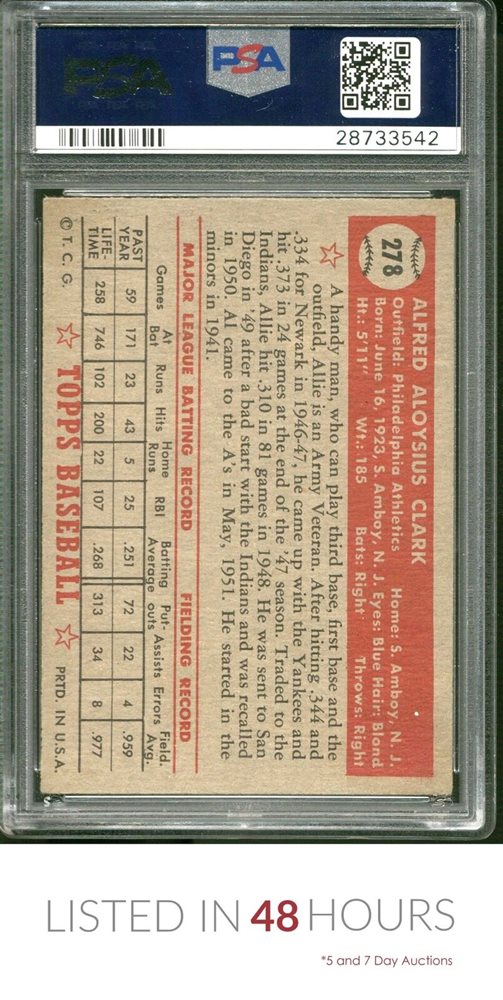 PSA
PSA
28733542
278
ALFRED ALOYSIUS CLARK
Outfield: Philadelphia Athletics Home: S. Amboy, N. J.
Born: June 16, 1923, S. Amboy, N. J. Eyes: Blue Hair: Blond
Ht.: 5'11" Wt.: 185 Bats: Right Throws: Right
A handy man, who can play third base, first base and the
outfield, Allie is an Army Veteran. After hitting .344 and
.334 for Newark in 1946-47, he came up with the Yankees and
hit .373 in 24 games at the end of the '47 season. Traded to the
Indians, Allie hit .310 in 81 games in 1948. He was sent to San
Diego in '49 after a bad start with the Indians and was recalled
in 1950. Al came to the A's in May, 1951. He started in the
minors in 1941.
MAJOR LEAGUE BATTING RECORD FIELDING RECORD
Games At Bat Runs Hits Home Runs RBI Batting Average Put-outs Assists Errors Field. Avg.
PAST YEAR 59 171 23 43 5 25 .251 72 22 4 .959
LIFE-TIME 258 746 102 200 22 107 .268 313 34 8 .977
© T. C. G. TOPPS BASEBALL PRTD. IN U.S.A.
LISTED IN 48 HOURS
*5 and 7 Day Auctions